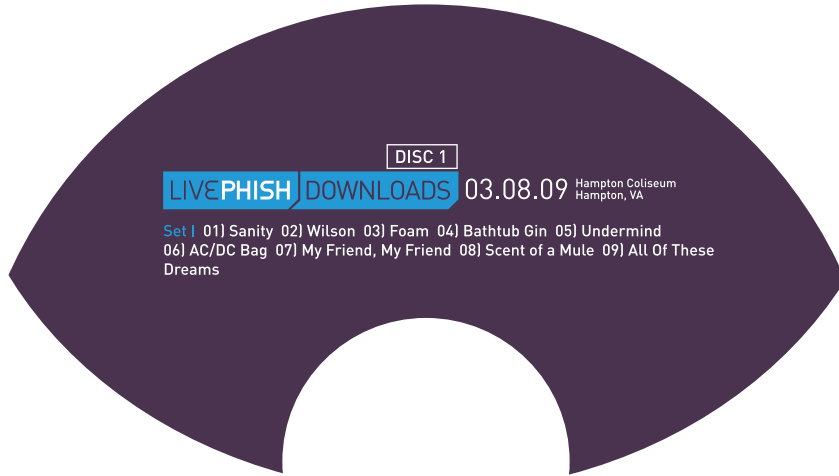 DISC 1
LIVEPHISH DOWNLOADS 03.08.09 Hampton Coliseum
Hampton, VA
Set I 01) Sanity 02) Wilson 03) Foam 04) Bathtub Gin 05) Undermind
06) AC/DC Bag 07) My Friend, My Friend 08) Scent of a Mule 09) All Of These
Dreams